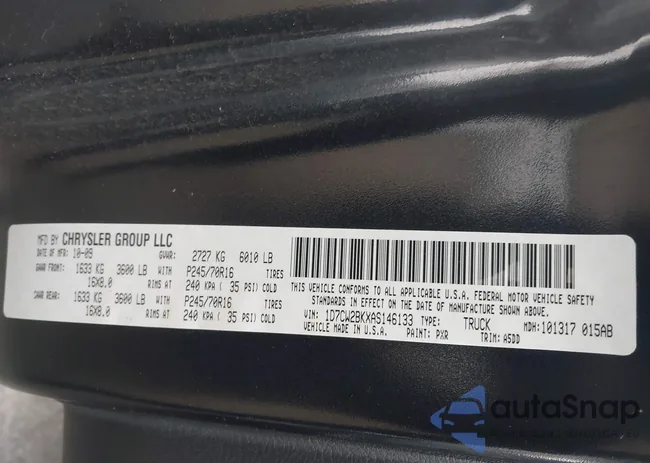 MFD BY CHRYSLER GROUP LLC
DATE OF MFR: 10-09 GVWR: 2727 KG 6010 LB
GAWR FRONT: 1633 KG 3600 LB WITH P245/70R16 TIRES
16X8.0 RIMS AT 240 KPA ( 35 PSI) COLD
GAWR REAR: 1633 KG 3600 LB WITH P245/70R16 TIRES
16X8.0 RIMS AT 240 KPA ( 35 PSI) COLD
THIS VEHICLE CONFORMS TO ALL APPLICABLE U.S.A. FEDERAL MOTOR VEHICLE SAFETY
STANDARDS IN EFFECT ON THE DATE OF MANUFACTURE SHOWN ABOVE.
VIN: 1D7CW2BKXAS146133 TYPE: TRUCK MDH: 101317 015AB
VEHICLE MADE IN U.S.A. PAINT: PXR TRIM: A5DD
autaSnap